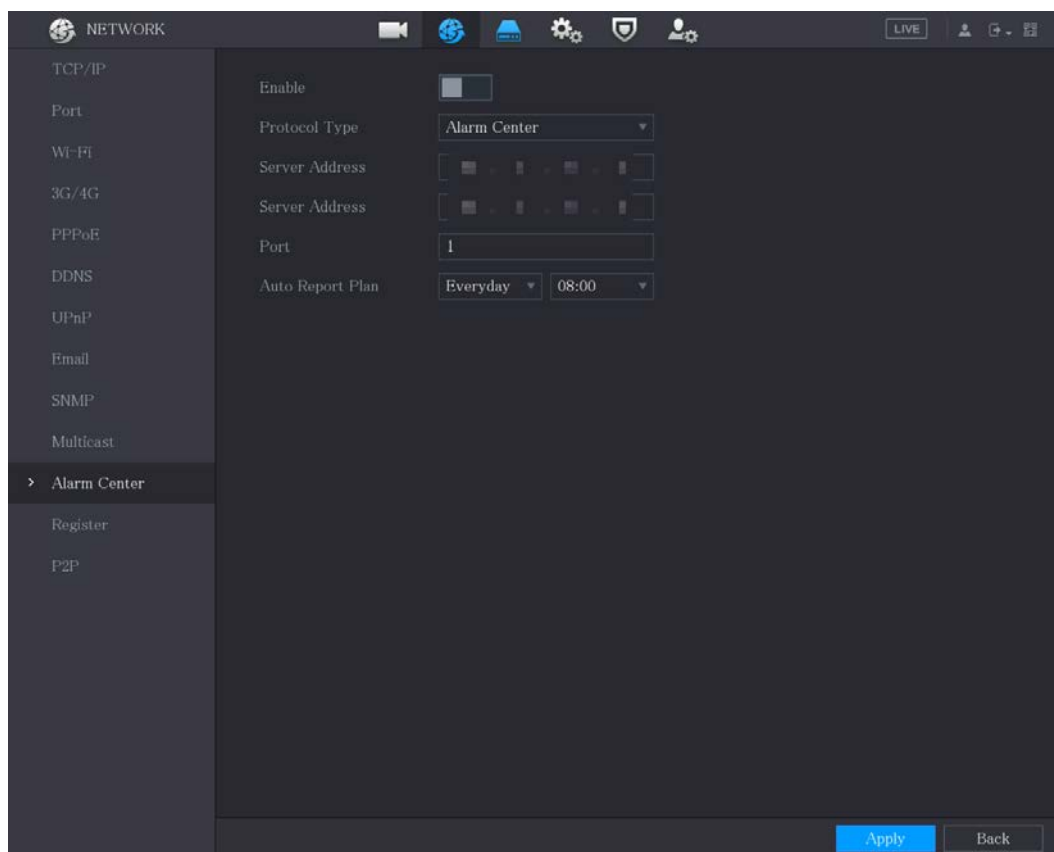 NETWORK
LIVE
TCP/IP
Port
Wi-Fi
3G/4G
PPPoE
DDNS
UPnP
Email
SNMP
Multicast
Alarm Center
Register
P2P
Enable
Protocol Type Alarm Center
Server Address
Server Address
Port 1
Auto Report Plan Everyday 08:00
Apply Back